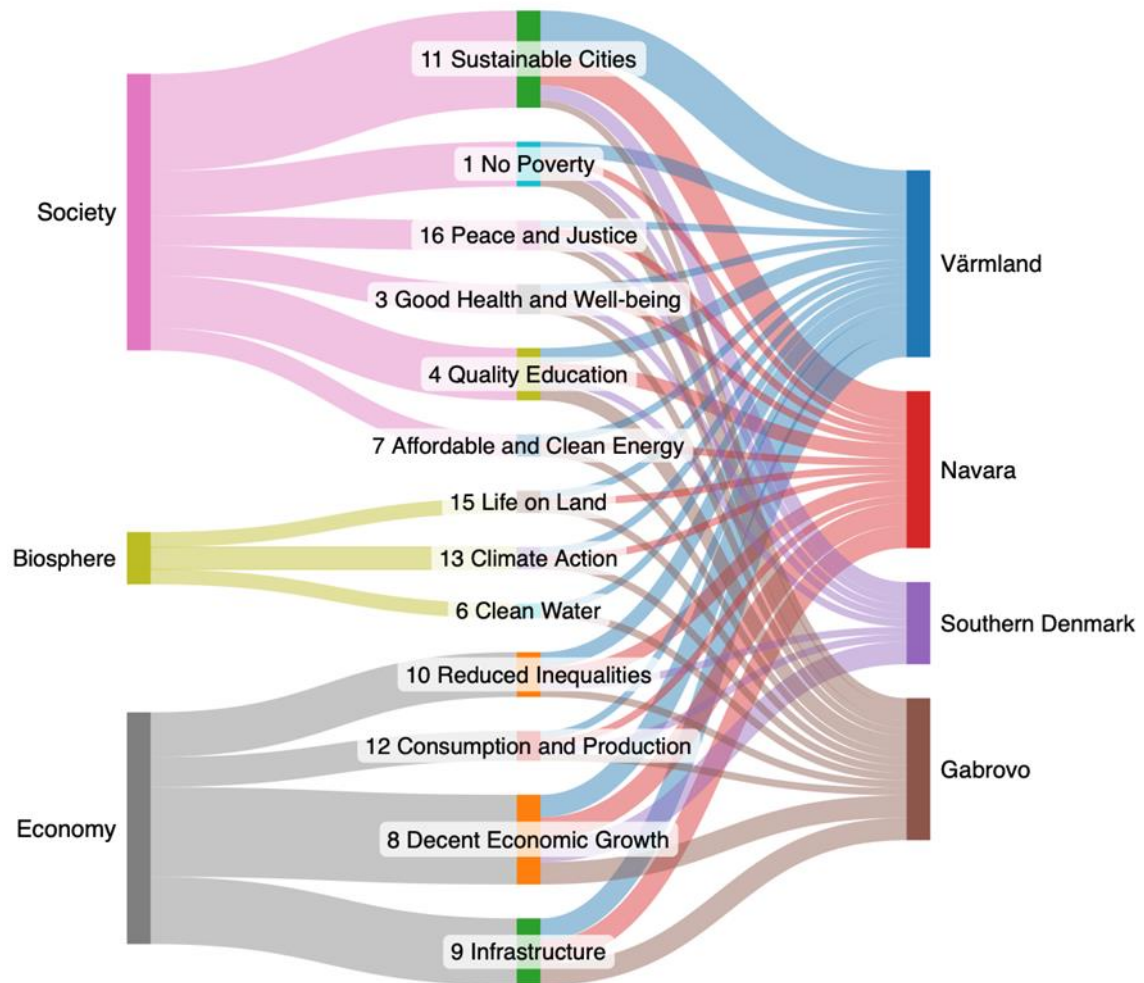 Society
Biosphere
Economy
11 Sustainable Cities
1 No Poverty
16 Peace and Justice
3 Good Health and Well-being
4 Quality Education
7 Affordable and Clean Energy
15 Life on Land
13 Climate Action
6 Clean Water
10 Reduced Inequalities
12 Consumption and Production
8 Decent Economic Growth
9 Infrastructure
Värmland
Navara
Southern Denmark
Gabrovo